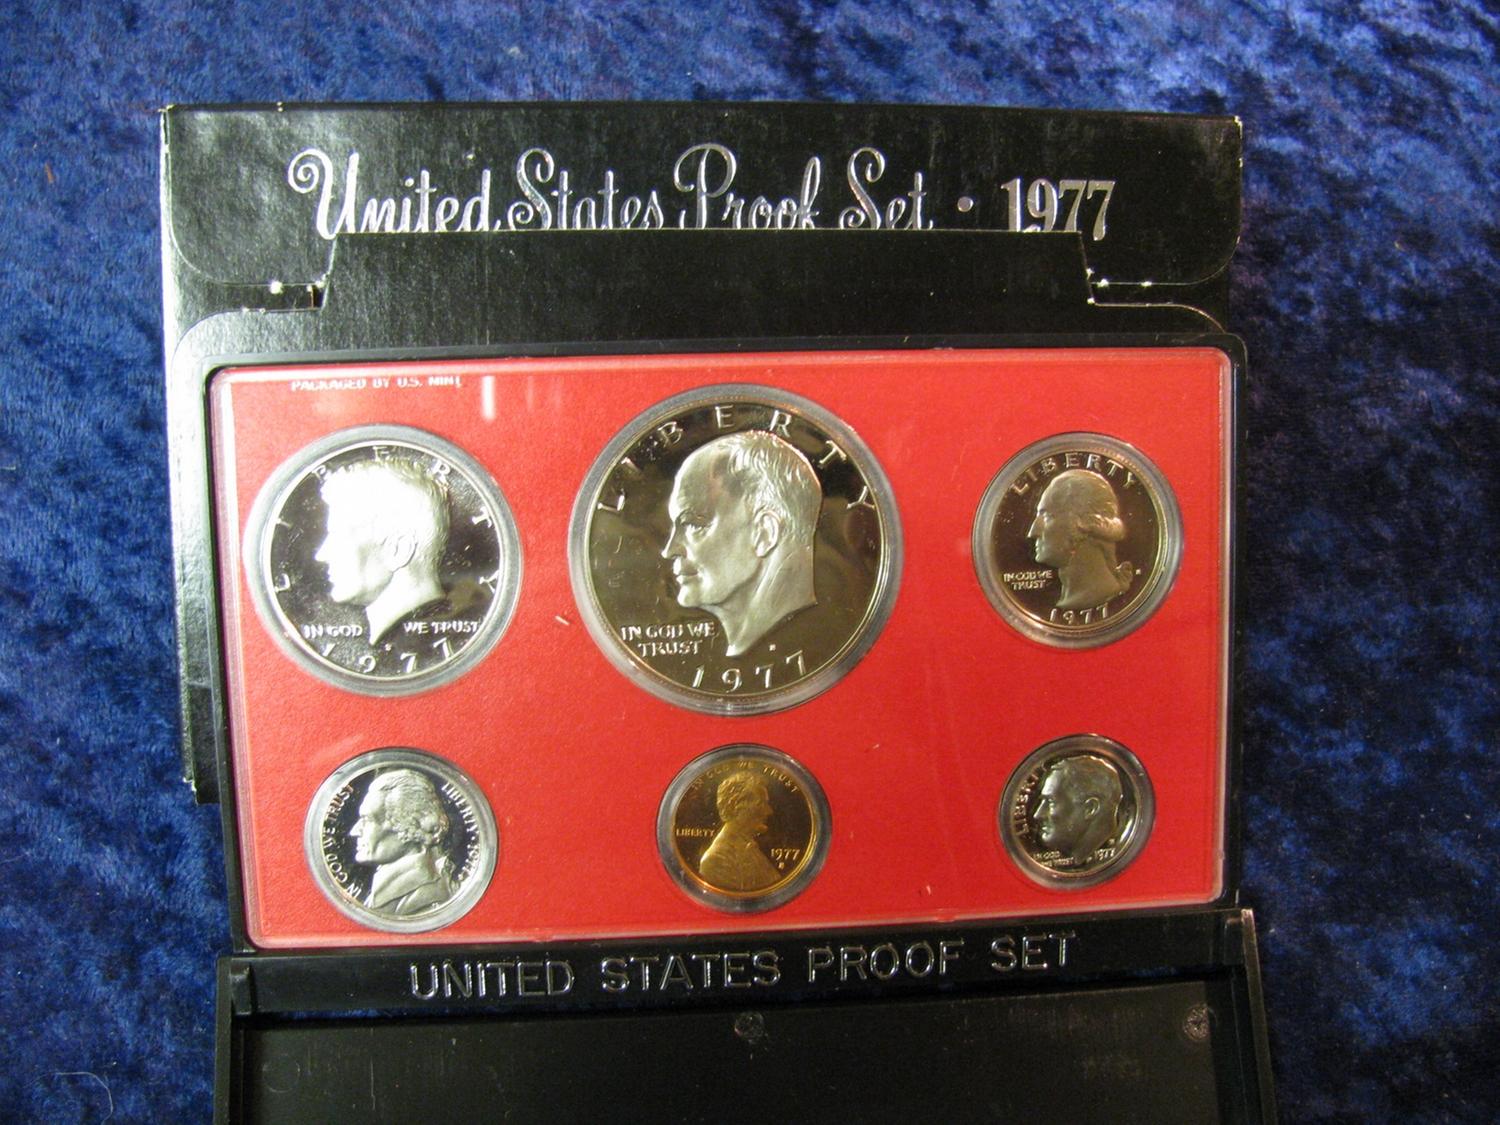 United States Proof Set • 1977
PACKAGED BY U.S. MINT
LIBERTY
IN GOD WE TRUST
1977
LIBERTY
IN GOD WE
TRUST
1977
LIBERTY
IN GOD WE
TRUST
1977
IN GOD WE TRUST
LIBERTY • 1977
IN GOD WE TRUST
LIBERTY
1977
LIBERTY
IN GOD
WE TRUST
1977
UNITED STATES PROOF SET